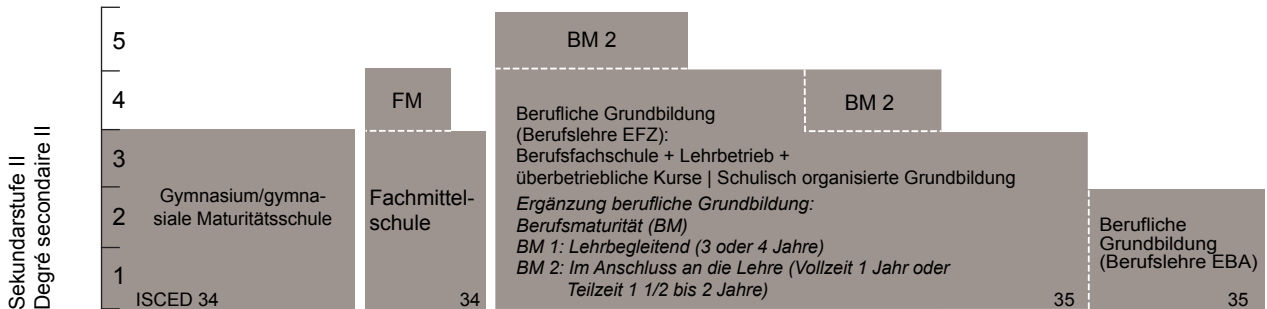 Sekundarstufe II
Degré secondaire II
5
4
3
2
1
Gymnasium/gymna-
siale Maturitätsschule
ISCED 34
FM
Fachmittel-
schule
34
BM 2
BM 2
Berufliche Grundbildung
(Berufslehre EFZ):
Berufsfachschule + Lehrbetrieb +
überbetriebliche Kurse | Schulisch organisierte Grundbildung
Ergänzung berufliche Grundbildung:
Berufsmaturität (BM)
BM 1: Lehrbegleitend (3 oder 4 Jahre)
BM 2: Im Anschluss an die Lehre (Vollzeit 1 Jahr oder
Teilzeit 1 1/2 bis 2 Jahre)
35
Berufliche
Grundbildung
(Berufslehre EBA)
35